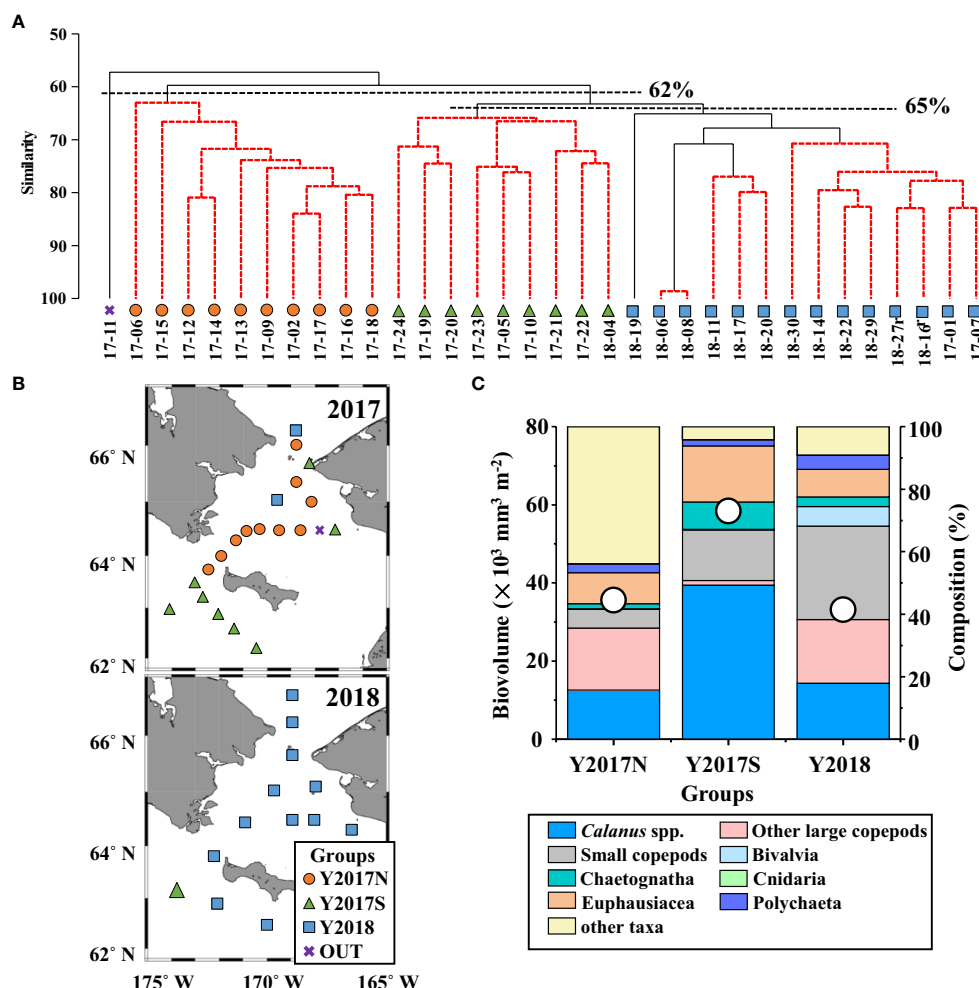 A
50
60
70
80
90
100
Similarity
62%
65%
17-11
17-06
17-15
17-12
17-14
17-13
17-09
17-02
17-17
17-16
17-18
17-24
17-19
17-20
17-23
17-05
17-10
17-21
17-22
18-04
18-19
18-06
18-08
18-11
18-17
18-20
18-30
18-14
18-22
18-29
18-27r
18-16r
17-01
17-07
B
2017
66° N
64° N
62° N
2018
66° N
64° N
62° N
Groups
Y2017N
Y2017S
Y2018
OUT
175° W
170° W
165° W
C
80
60
40
20
0
Biovolume (× 10³ mm³ m⁻²)
100
80
60
40
20
0
Composition (%)
Y2017N Y2017S Y2018
Groups
Calanus spp.
Other large copepods
Small copepods
Bivalvia
Chaetognatha
Cnidaria
Euphausiacea
Polychaeta
other taxa